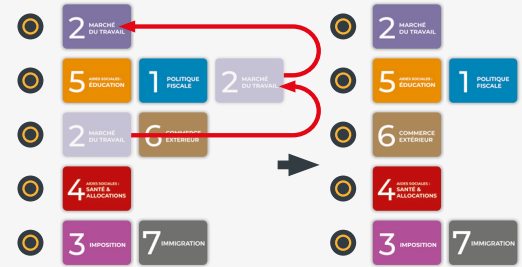 2 MARCHÉ
DU TRAVAIL
5 AIDES SOCIALES :
ÉDUCATION
1 POLITIQUE
FISCALE
2 MARCHÉ
DU TRAVAIL
2 MARCHÉ
DU TRAVAIL
6 COMMERCE
EXTÉRIEUR
4 AIDES SOCIALES :
SANTÉ &
ALLOCATIONS
3 IMPOSITION
7 IMMIGRATION
2 MARCHÉ
DU TRAVAIL
5 AIDES SOCIALES :
ÉDUCATION
1 POLITIQUE
FISCALE
6 COMMERCE
EXTÉRIEUR
4 AIDES SOCIALES :
SANTÉ &
ALLOCATIONS
3 IMPOSITION
7 IMMIGRATION